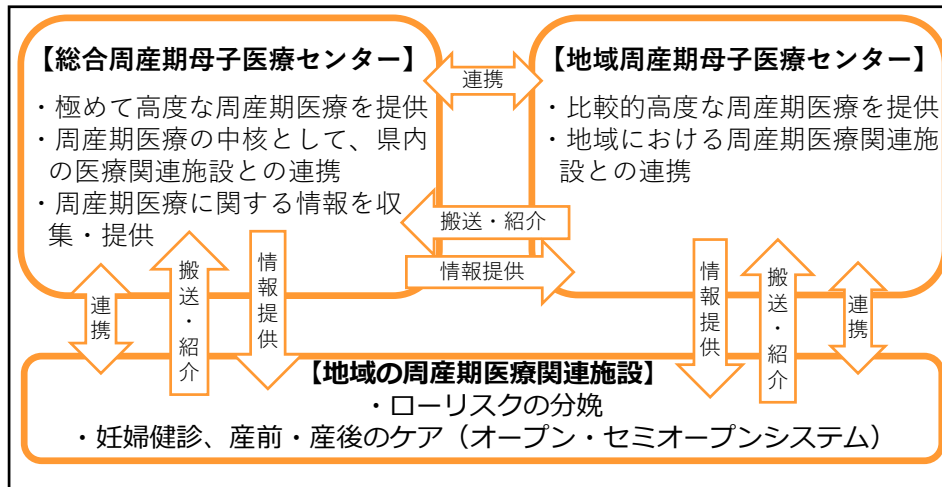 【総合周産期母子医療センター】
・極めて高度な周産期医療を提供
・周産期医療の中核として、県内
の医療関連施設との連携
・周産期医療に関する情報を収
集・提供
連携
【地域周産期母子医療センター】
・比較的高度な周産期医療を提供
・地域における周産期医療関連施
設との連携
搬送・紹介
情報提供
連携
搬送・紹介
情報提供
情報提供
搬送・紹介
連携
【地域の周産期医療関連施設】
・ローリスクの分娩
・妊婦健診、産前・産後のケア（オープン・セミオープンシステム）